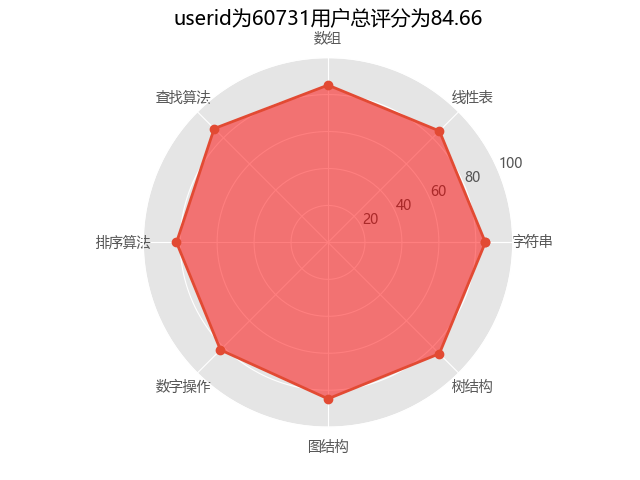 userid为60731用户总评分为84.66
数组
查找算法
线性表
100
80
60
40
20
排序算法
字符串
数字操作
树结构
图结构